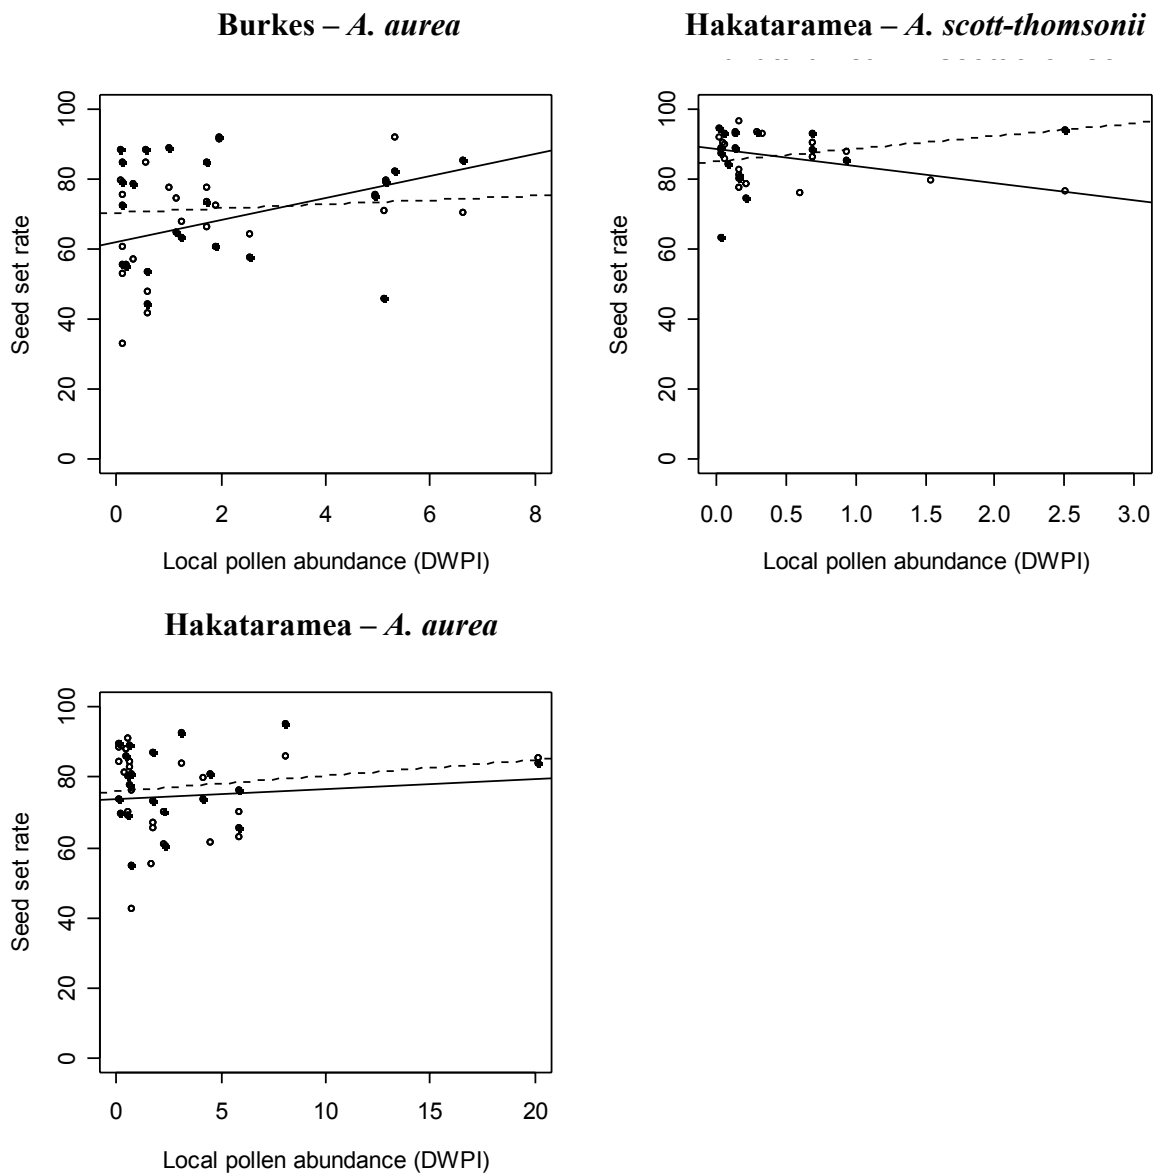 Burkes – A. aurea
Seed set rate
100
80
60
40
20
0
0 2 4 6 8
Local pollen abundance (DWPI)
Hakataramea – A. scott-thomsonii
Seed set rate
100
80
60
40
20
0
0.0 0.5 1.0 1.5 2.0 2.5 3.0
Local pollen abundance (DWPI)
Hakataramea – A. aurea
Seed set rate
100
80
60
40
20
0
0 5 10 15 20
Local pollen abundance (DWPI)